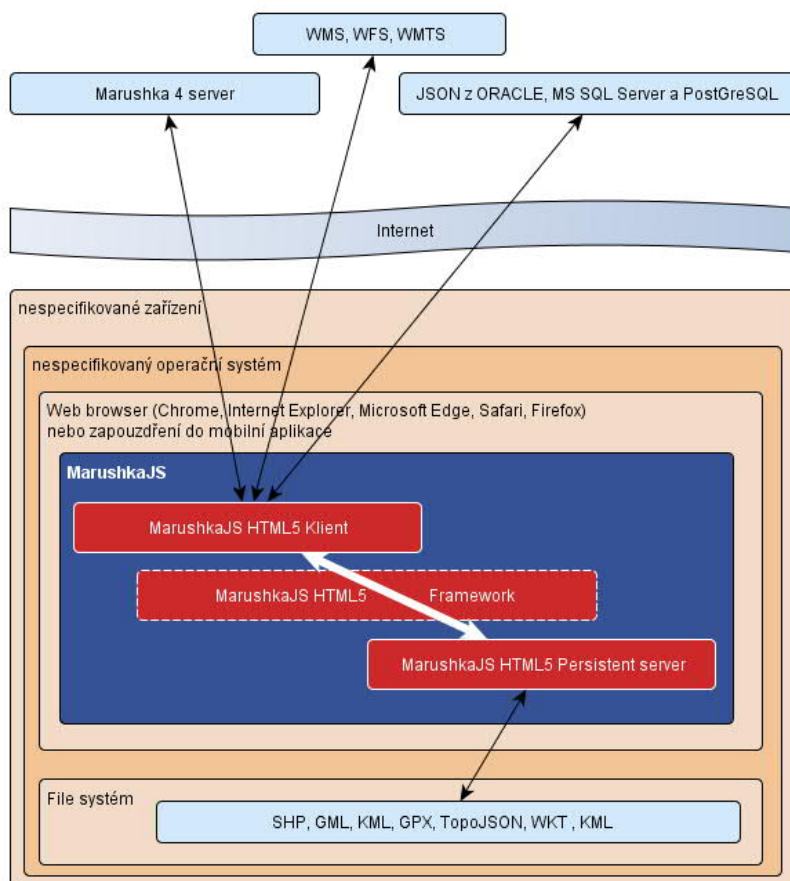 WMS, WFS, WMTS
Marushka 4 server
JSON z ORACLE, MS SQL Server a PostGreSQL
Internet
nespecifikované zařízení
nespecifikovaný operační systém
Web browser (Chrome, Internet Explorer, Microsoft Edge, Safari, Firefox)
nebo zapouzdření do mobilní aplikace
MarushkaJS
MarushkaJS HTML5 Klient
MarushkaJS HTML5 Framework
MarushkaJS HTML5 Persistent server
File systém
SHP, GML, KML, GPX, TopoJSON, WKT , KML